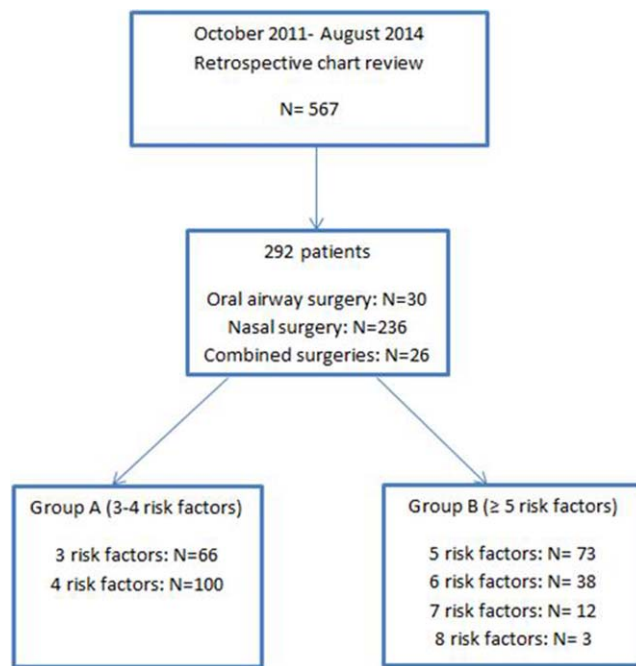 October 2011- August 2014
Retrospective chart review
N= 567
292 patients
Oral airway surgery: N=30
Nasal surgery: N=236
Combined surgeries: N=26
Group A (3-4 risk factors)
3 risk factors: N=66
4 risk factors: N=100
Group B (≥ 5 risk factors)
5 risk factors: N= 73
6 risk factors: N= 38
7 risk factors: N= 12
8 risk factors: N= 3